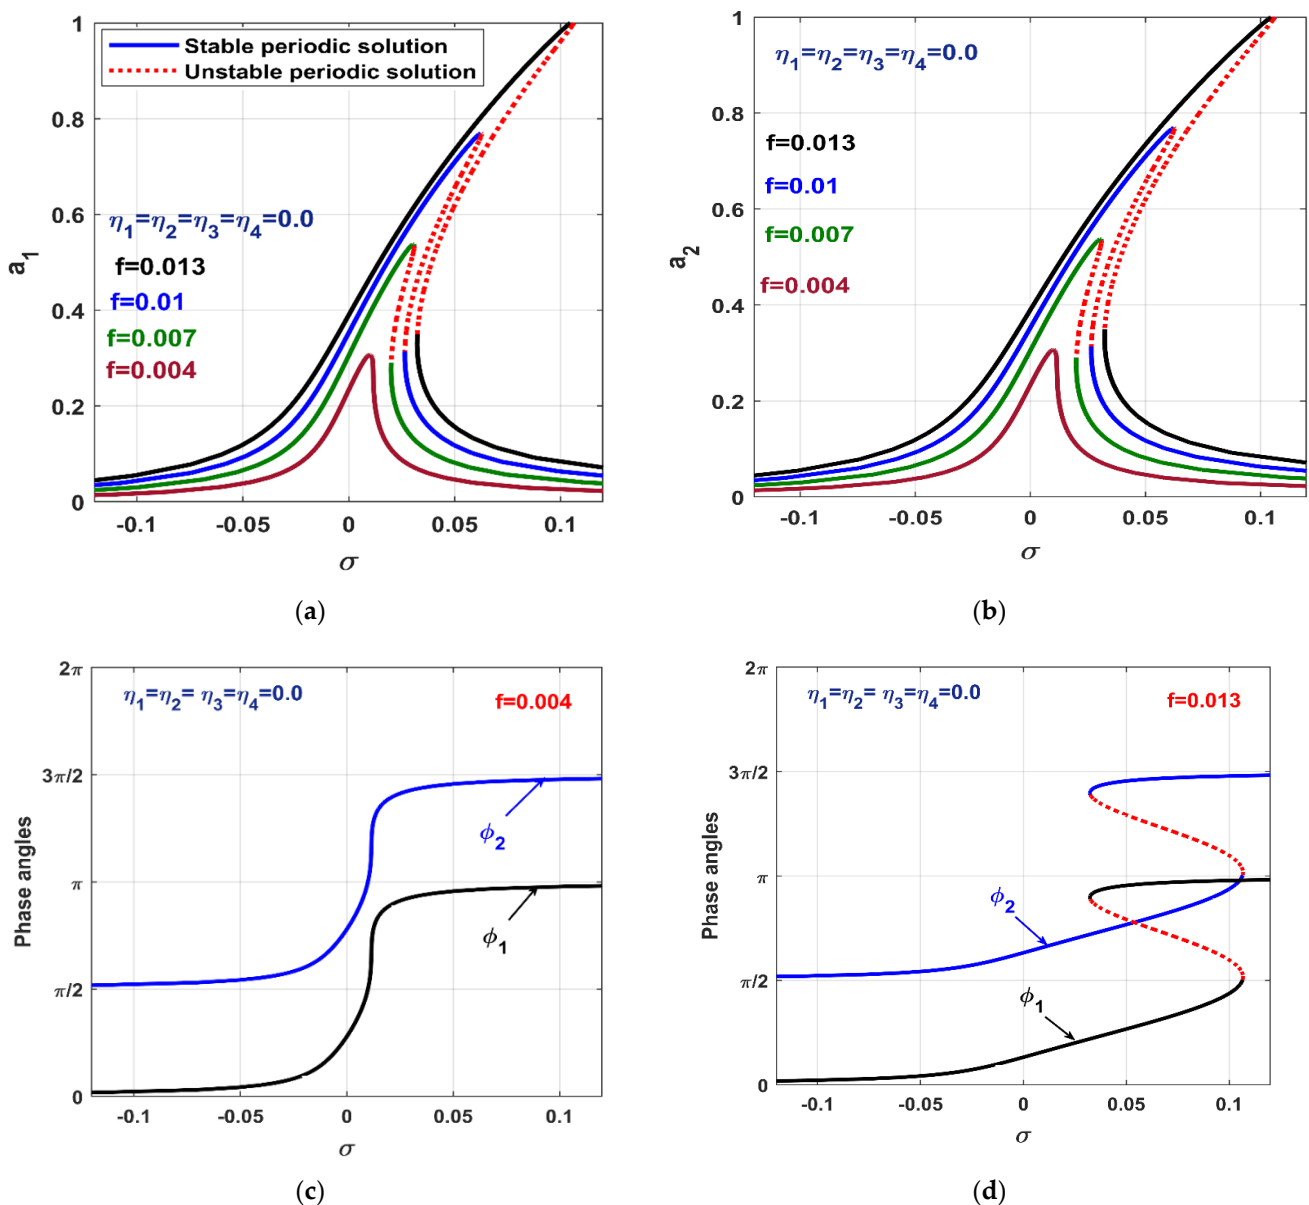 Stable periodic solution
Unstable periodic solution
η1=η2=η3=η4=0.0
f=0.013
f=0.01
f=0.007
f=0.004
a1
1
0.8
0.6
0.4
0.2
0
-0.1 -0.05 0 0.05 0.1
σ
(a)
η1=η2=η3=η4=0.0
f=0.013
f=0.01
f=0.007
f=0.004
a2
1
0.8
0.6
0.4
0.2
0
-0.1 -0.05 0 0.05 0.1
σ
(b)
η1=η2= η3=η4=0.0
f=0.004
Phase angles
2π
3π/2
π
π/2
0
ϕ2
ϕ1
-0.1 -0.05 0 0.05 0.1
σ
(c)
η1=η2= η3=η4=0.0
f=0.013
Phase angles
2π
3π/2
π
π/2
0
ϕ2
ϕ1
-0.1 -0.05 0 0.05 0.1
σ
(d)